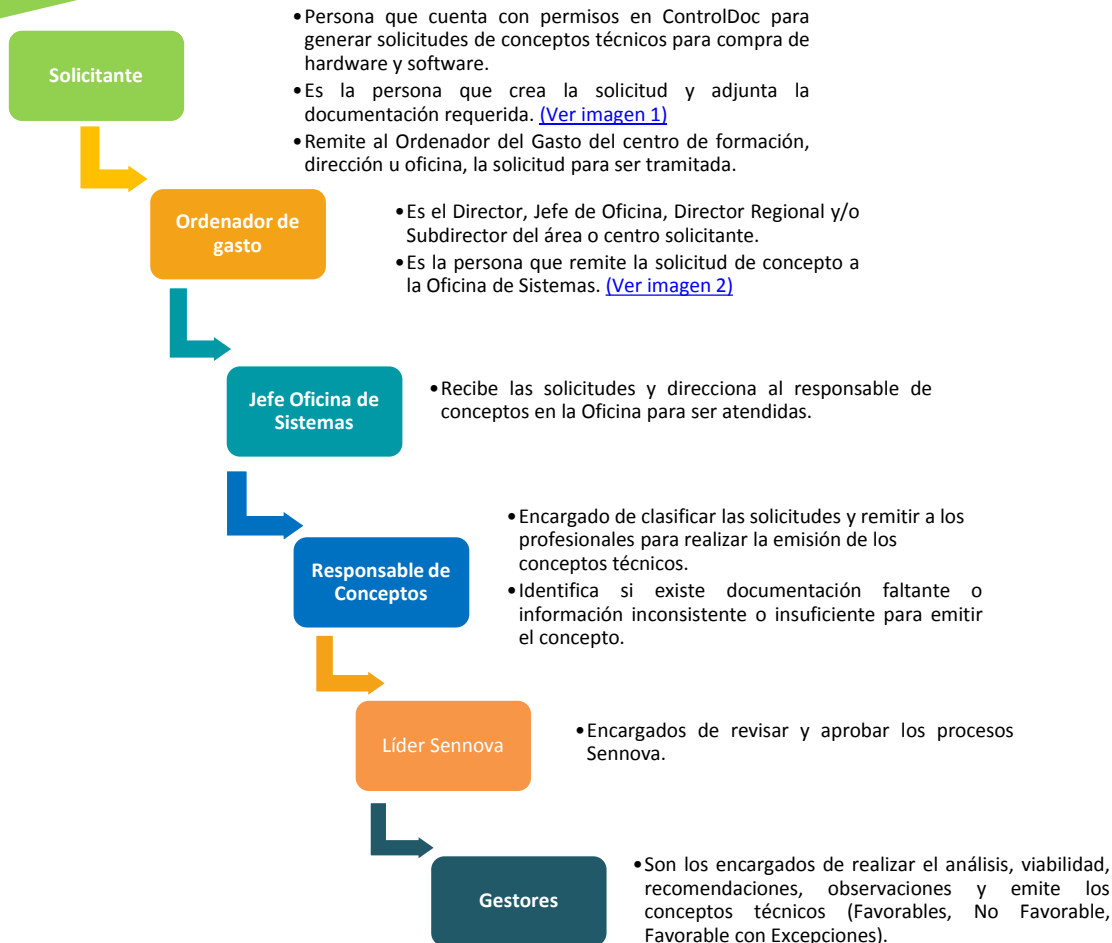 Solicitante
•Persona que cuenta con permisos en ControlDoc para
generar solicitudes de conceptos técnicos para compra de
hardware y software.
•Es la persona que crea la solicitud y adjunta la
documentación requerida. (Ver imagen 1)
•Remite al Ordenador del Gasto del centro de formación,
dirección u oficina, la solicitud para ser tramitada.
Ordenador de
gasto
•Es el Director, Jefe de Oficina, Director Regional y/o
Subdirector del área o centro solicitante.
•Es la persona que remite la solicitud de concepto a
la Oficina de Sistemas. (Ver imagen 2)
Jefe Oficina de
Sistemas
•Recibe las solicitudes y direcciona al responsable de
conceptos en la Oficina para ser atendidas.
Responsable de
Conceptos
•Encargado de clasificar las solicitudes y remitir a los
profesionales para realizar la emisión de los
conceptos técnicos.
•Identifica si existe documentación faltante o
información inconsistente o insuficiente para emitir
el concepto.
Líder Sennova
•Encargados de revisar y aprobar los procesos
Sennova.
Gestores
•Son los encargados de realizar el análisis, viabilidad,
recomendaciones, observaciones y emite los
conceptos técnicos (Favorables, No Favorable,
Favorable con Excepciones).